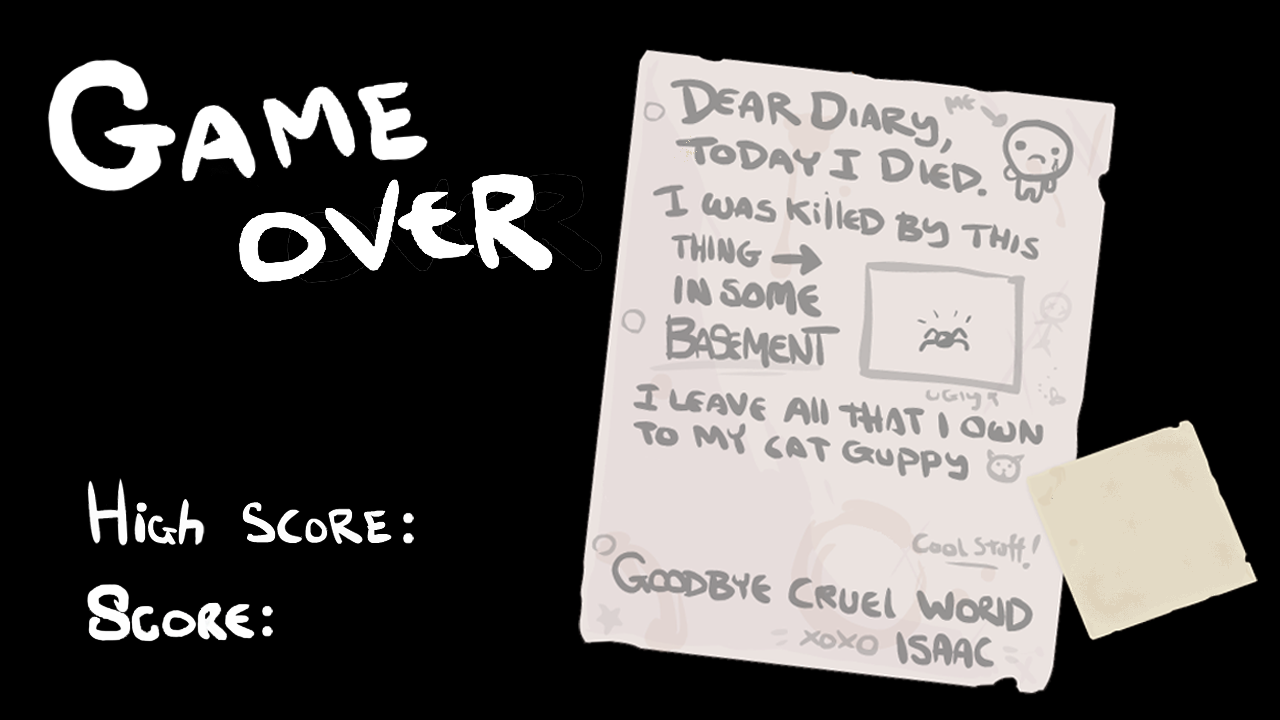 GAME
OVER
HIGH SCORE:
SCORE:
DEAR DIARY,
ME
TODAY I DIED.
I WAS KillED BY THIS
THING →
IN SOME
BASEMENT
UGLY
I LEAVE All THAT I OWN
TO MY CAT GUPPY
Cool Stuff!
GOODBYE CRUEl WORlD
XOXO ISAAC